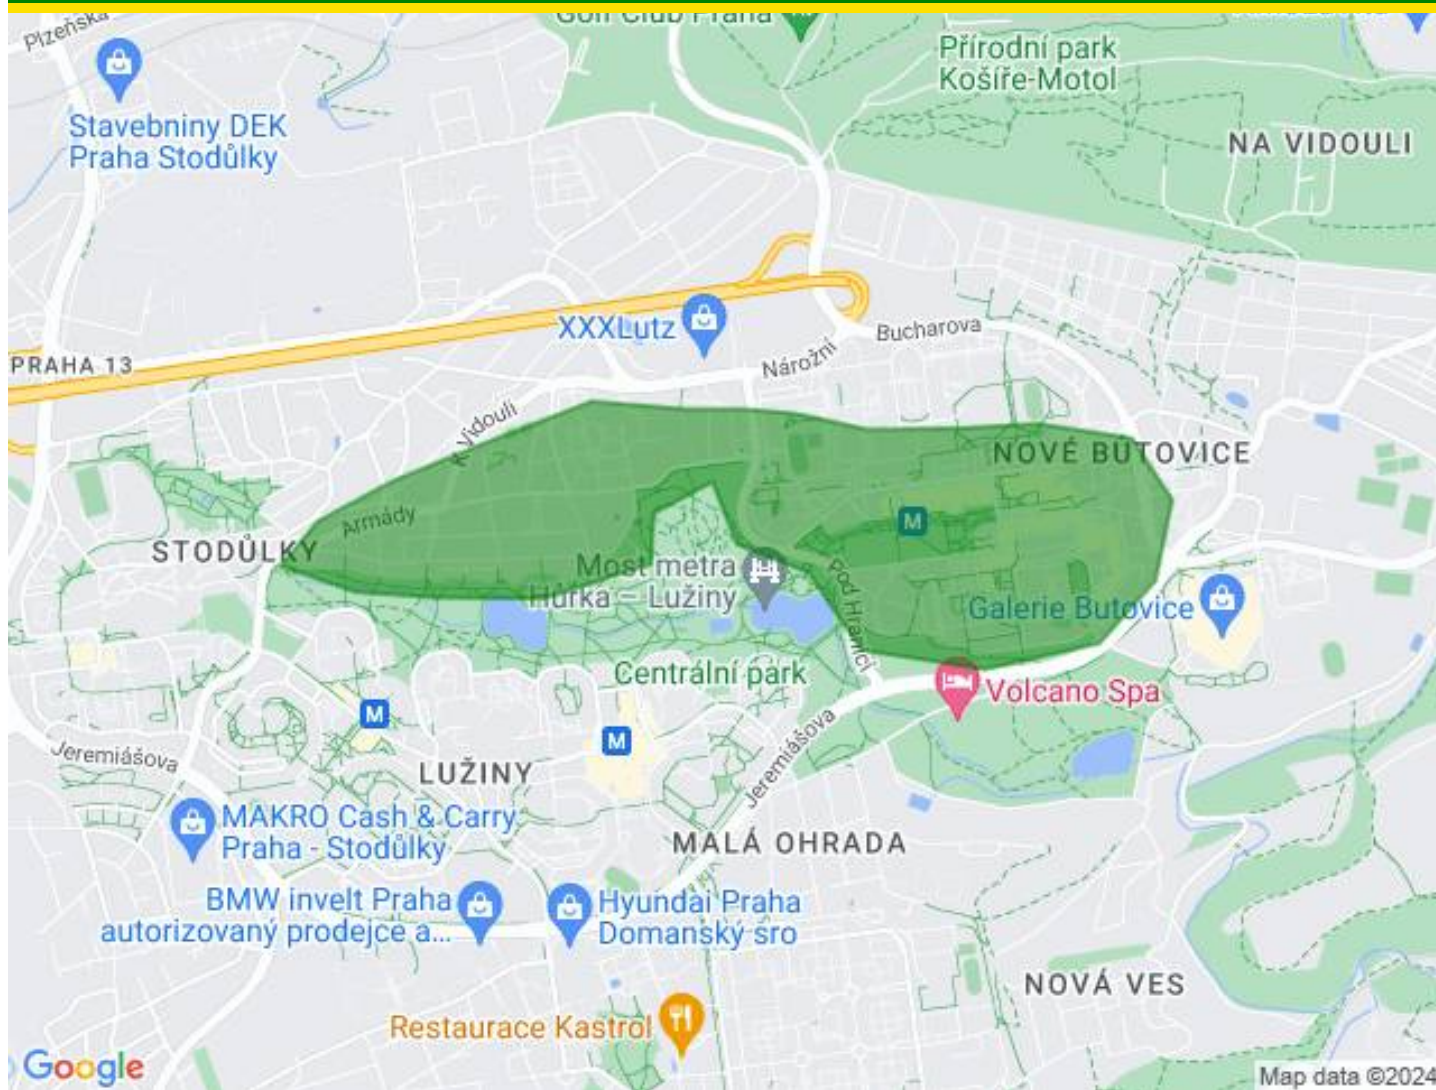 Golf Club Praha
Plzeňská
Přírodní park
Košíře-Motol
Stavebniny DEK
Praha Stodůlky
NA VIDOULI
XXXLutz
Bucharova
Nárožní
PRAHA 13
K Vidouli
NOVÉ BUTOVICE
Armády
M
STODŮLKY
Most metra
Hůrka – Lužiny
Pod Hranicí
Galerie Butovice
Centrální park
Volcano Spa
M
M
Jeremiášova
Jeremiášova
LUŽINY
MAKRO Cash & Carry
Praha - Stodůlky
MALÁ OHRADA
BMW invelt Praha
autorizovaný prodejce a...
Hyundai Praha
Domanský sro
NOVÁ VES
Restaurace Kastrol
Google
Map data ©2024